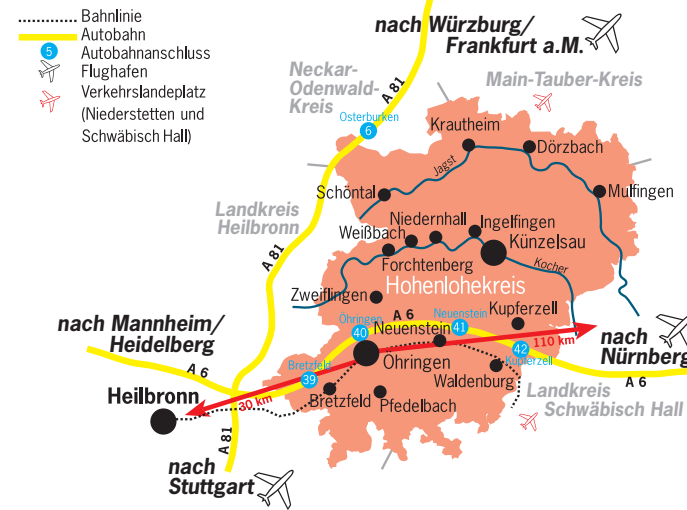 Bahnlinie
Autobahn
5
Autobahnanschluss
Flughafen
Verkehrslandeplatz
(Niederstetten und
Schwäbisch Hall)
nach Würzburg/
Frankfurt a.M.
Neckar-
Odenwald-
Kreis
A 81
Main-Tauber-Kreis
Osterburken
6
Krautheim
Dörzbach
Jagst
Schöntal
Mulfingen
Landkreis
Heilbronn
A 81
Niedernhall
Ingelfingen
Weißbach
Künzelsau
Forchtenberg
Kocher
Hohenlohekreis
Zweiflingen
A 6
Neuenstein
Kupferzell
Öhringen
40
Neuenstein
41
nach Mannheim/
Heidelberg
110 km
nach
Nürnberg
42
Kupferzell
Bretzfeld
39
Öhringen
Waldenburg
A 6
A 6
Heilbronn
30 km
Bretzfeld
Pfedelbach
Landkreis
Schwäbisch Hall
A 81
nach
Stuttgart